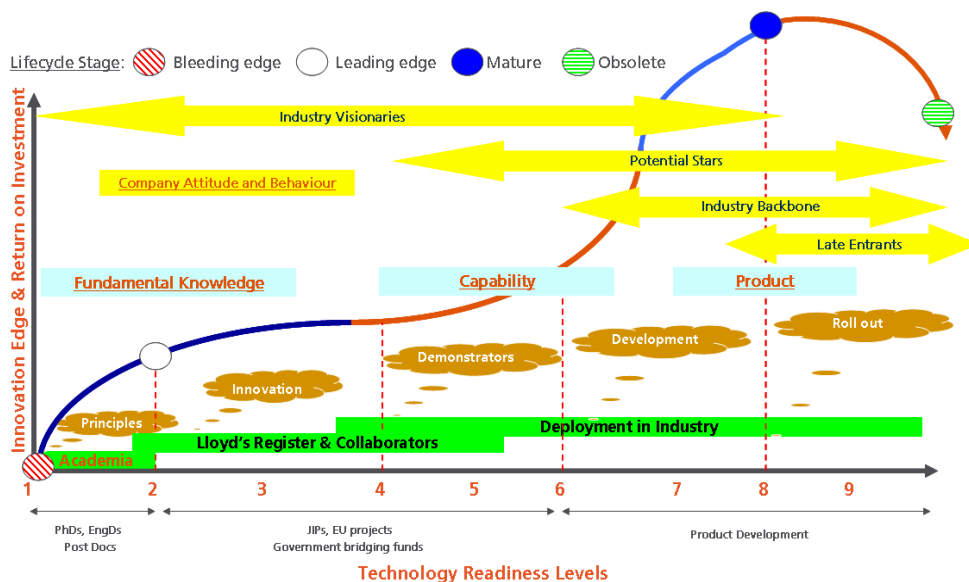 Lifecycle Stage: Bleeding edge Leading edge Mature Obsolete
Innovation Edge & Return on Investment
Industry Visionaries
Potential Stars
Company Attitude and Behaviour
Industry Backbone
Late Entrants
Fundamental Knowledge Capability Product
Roll out
Development
Demonstrators
Innovation
Principles
Deployment in Industry
Lloyd's Register & Collaborators
Academia
1 2 3 4 5 6 7 8 9
PhDs, EngDs
Post Docs
JIPs, EU projects
Government bridging funds
Product Development
Technology Readiness Levels